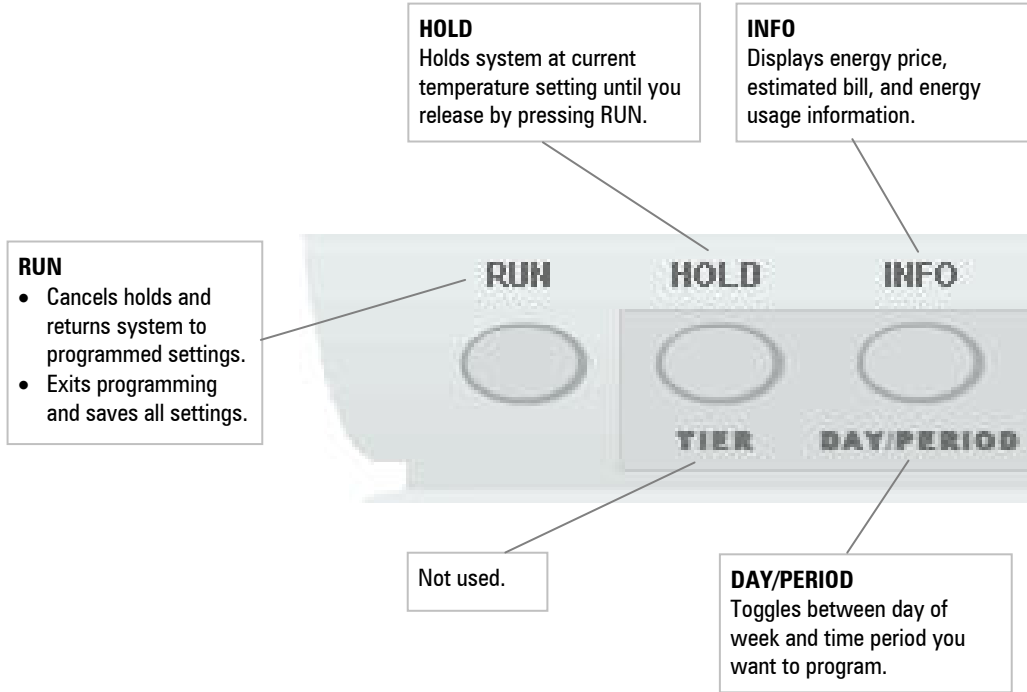 HOLD
Holds system at current
temperature setting until you
release by pressing RUN.
INFO
Displays energy price,
estimated bill, and energy
usage information.
RUN
• Cancels holds and
returns system to
programmed settings.
• Exits programming
and saves all settings.
RUN HOLD INFO
TIER DAY/PERIOD
Not used.
DAY/PERIOD
Toggles between day of
week and time period you
want to program.